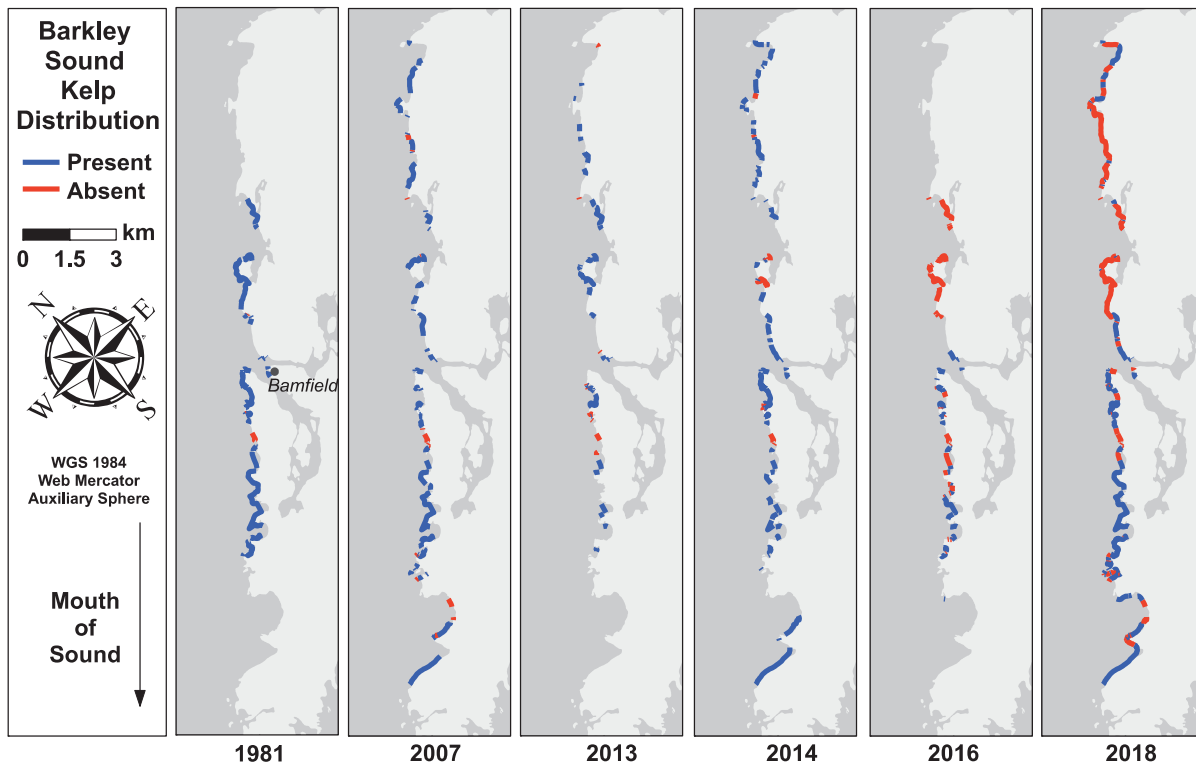 Barkley
Sound
Kelp
Distribution
Present
Absent
km
0 1.5 3
N E
W S
WGS 1984
Web Mercator
Auxiliary Sphere
Mouth
of
Sound
Bamfield
1981 2007 2013 2014 2016 2018